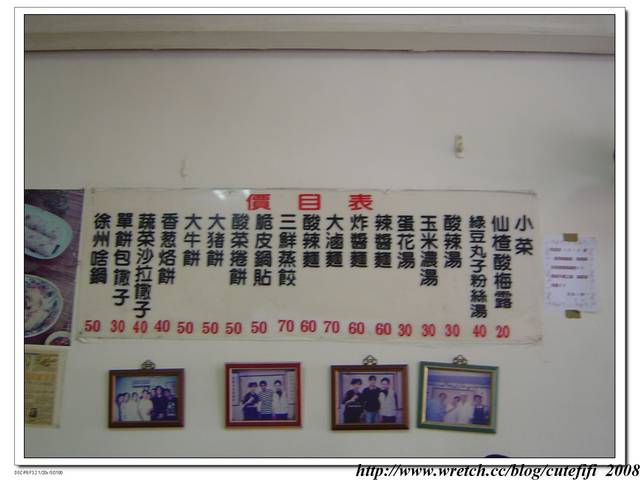 價目表
徐州啥鍋 50
單餅包饊子 30
蔬菜沙拉饊子 40
香葱烙餅 40
大牛餅 50
大豬餅 50
酸菜捲餅 50
脆皮鍋貼 50
三鮮蒸餃 70
酸辣麵 60
大滷麵 70
炸醬麵 60
辣醬麵 60
蛋花湯 30
玉米濃湯 30
酸辣湯 30
綠豆丸子粉絲湯 40
仙楂酸梅露 20
小菜
http://www.wretch.cc/blog/cutefifi 2008